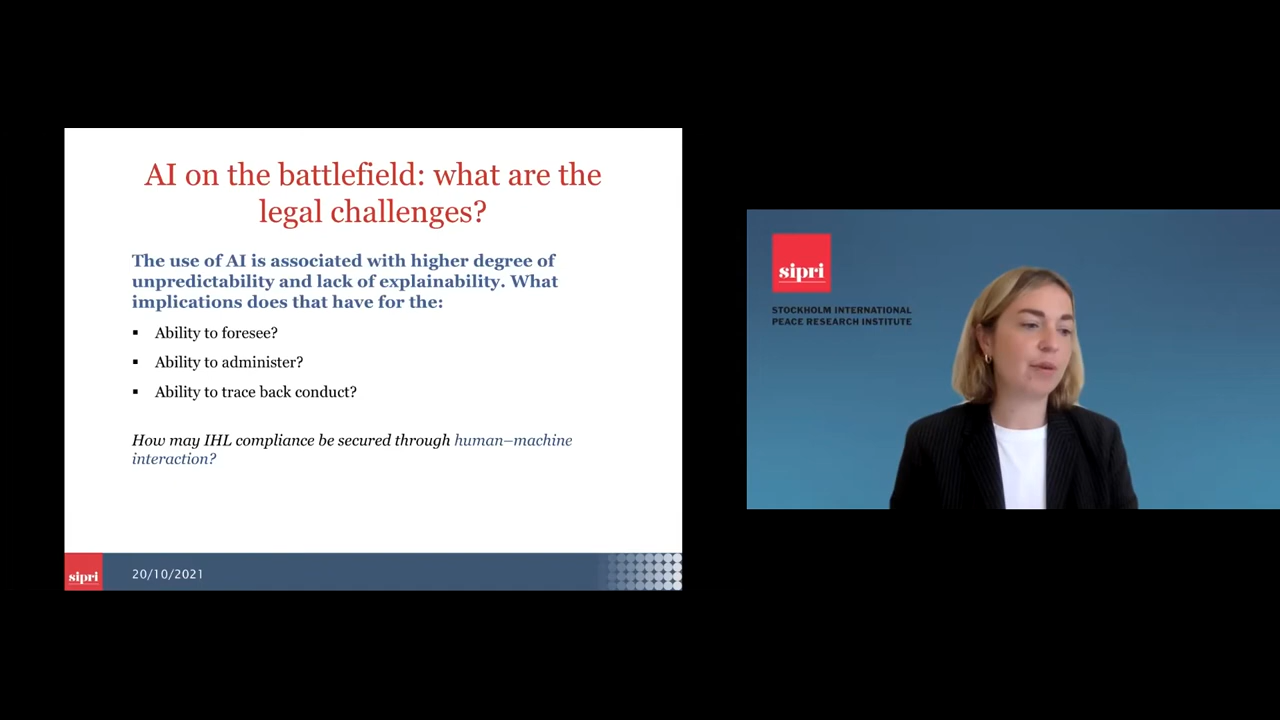 AI on the battlefield: what are the
legal challenges?
The use of AI is associated with higher degree of
unpredictability and lack of explainability. What
implications does that have for the:
▪ Ability to foresee?
▪ Ability to administer?
▪ Ability to trace back conduct?
How may IHL compliance be secured through human–machine
interaction?
sipri
20/10/2021
sipri
STOCKHOLM INTERNATIONAL
PEACE RESEARCH INSTITUTE